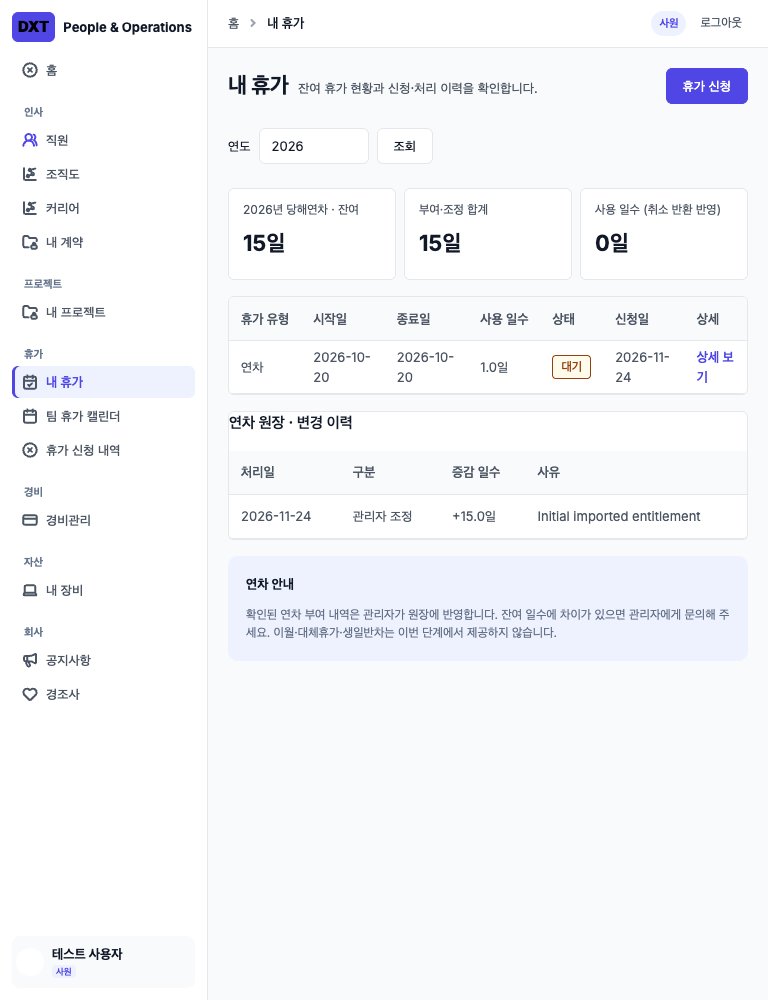 DXT People & Operations
홈
인사
직원
조직도
커리어
내 계약
프로젝트
내 프로젝트
휴가
내 휴가
팀 휴가 캘린더
휴가 신청 내역
경비
경비관리
자산
내 장비
회사
공지사항
경조사
테스트 사용자
사원
홈 > 내 휴가
사원 로그아웃
내 휴가 잔여 휴가 현황과 신청·처리 이력을 확인합니다.
휴가 신청
연도 2026 조회
2026년 당해연차 · 잔여
15일
부여·조정 합계
15일
사용 일수 (취소 반환 반영)
0일
휴가 유형 시작일 종료일 사용 일수 상태 신청일 상세
연차 2026-10-20 2026-10-20 1.0일 대기 2026-11-24 상세 보기
연차 원장 · 변경 이력
처리일 구분 증감 일수 사유
2026-11-24 관리자 조정 +15.0일 Initial imported entitlement
연차 안내
확인된 연차 부여 내역은 관리자가 원장에 반영합니다. 잔여 일수에 차이가 있으면 관리자에게 문의해 주
세요. 이월·대체휴가·생일반차는 이번 단계에서 제공하지 않습니다.